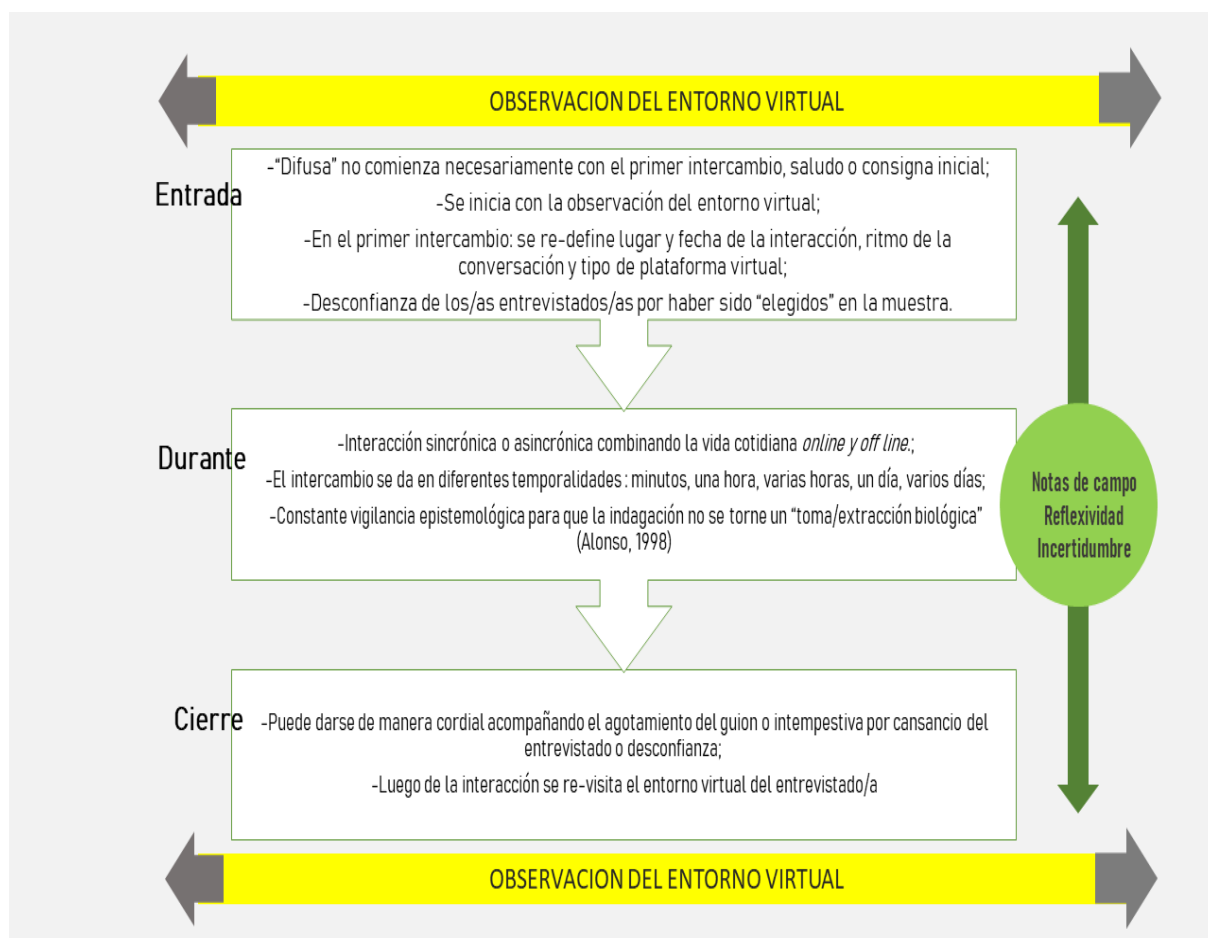 OBSERVACION DEL ENTORNO VIRTUAL
Entrada
-“Difusa” no comienza necesariamente con el primer intercambio, saludo o consigna inicial;
-Se inicia con la observación del entorno virtual;
-En el primer intercambio: se re-define lugar y fecha de la interacción, ritmo de la
conversación y tipo de plataforma virtual;
-Desconfianza de los/as entrevistados/as por haber sido “elegidos” en la muestra.
Durante
-Interacción sincrónica o asincrónica combinando la vida cotidiana online y off line.;
-El intercambio se da en diferentes temporalidades : minutos, una hora, varias horas, un día, varios días;
-Constante vigilancia epistemológica para que la indagación no se torne un “toma/extracción biológica”
(Alonso, 1998)
Notas de campo
Reflexividad
Incertidumbre
Cierre
-Puede darse de manera cordial acompañando el agotamiento del guion o intempestiva por cansancio del
entrevistado o desconfianza;
-Luego de la interacción se re-visita el entorno virtual del entrevistado/a
OBSERVACION DEL ENTORNO VIRTUAL